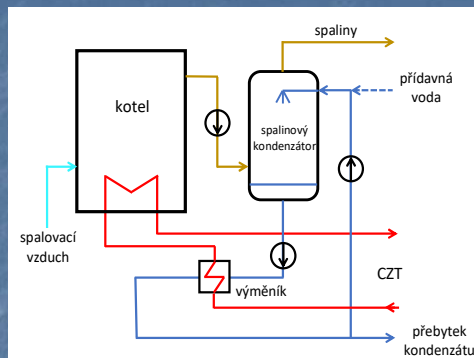 spaliny
kotel
přídavná
voda
spalinový
kondenzátor
spalovací
vzduch
CZT
výměník
přebytek
kondenzátu